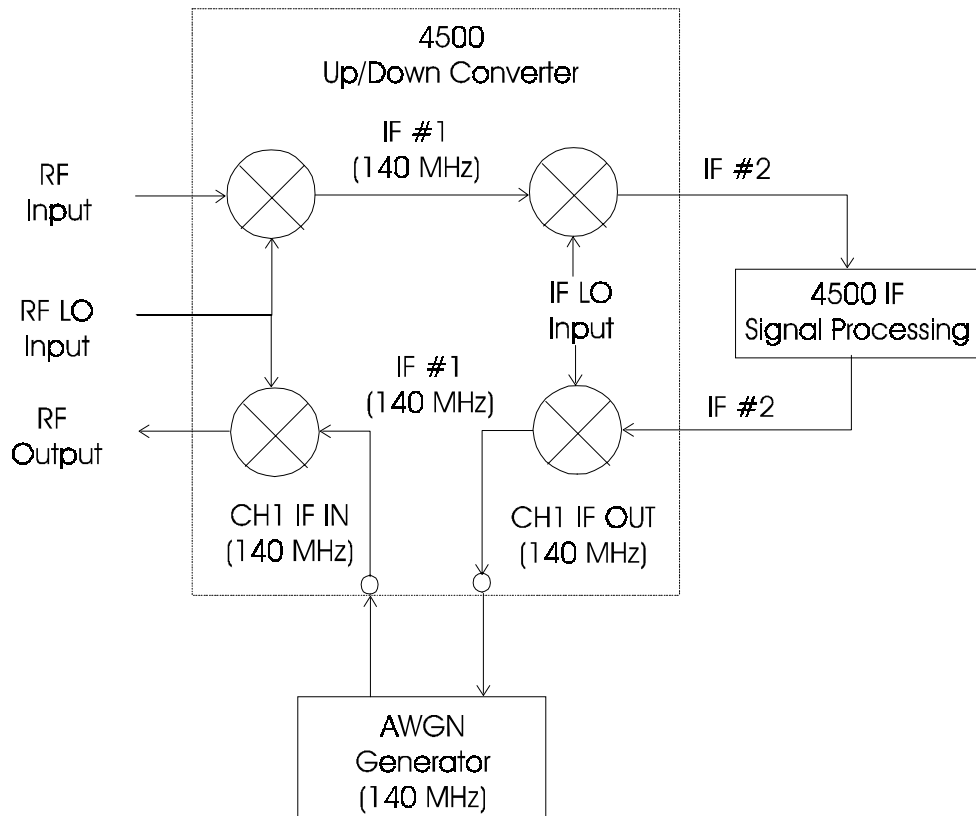 4500
Up/Down Converter
IF #1
(140 MHz)
IF #2
RF
Input
RF LO
Input
IF LO
Input
4500 IF
Signal Processing
IF #1
(140 MHz)
IF #2
RF
Output
CH1 IF IN
(140 MHz)
CH1 IF OUT
(140 MHz)
AWGN
Generator
(140 MHz)